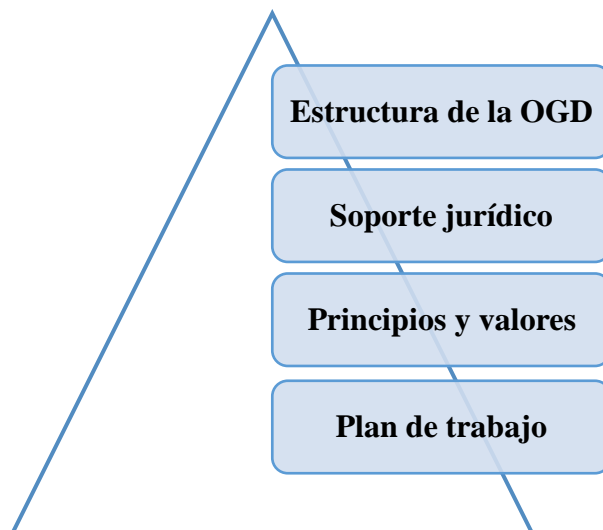 Estructura de la OGD
Soporte jurídico
Principios y valores
Plan de trabajo